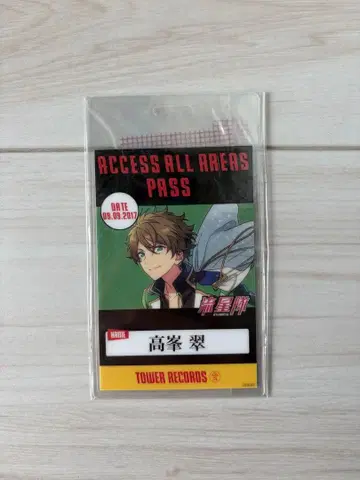 ACCESS ALL AREAS
PASS
DATE
09.09.2017
流星隊
NAME
高峯 翠
TOWER RECORDS